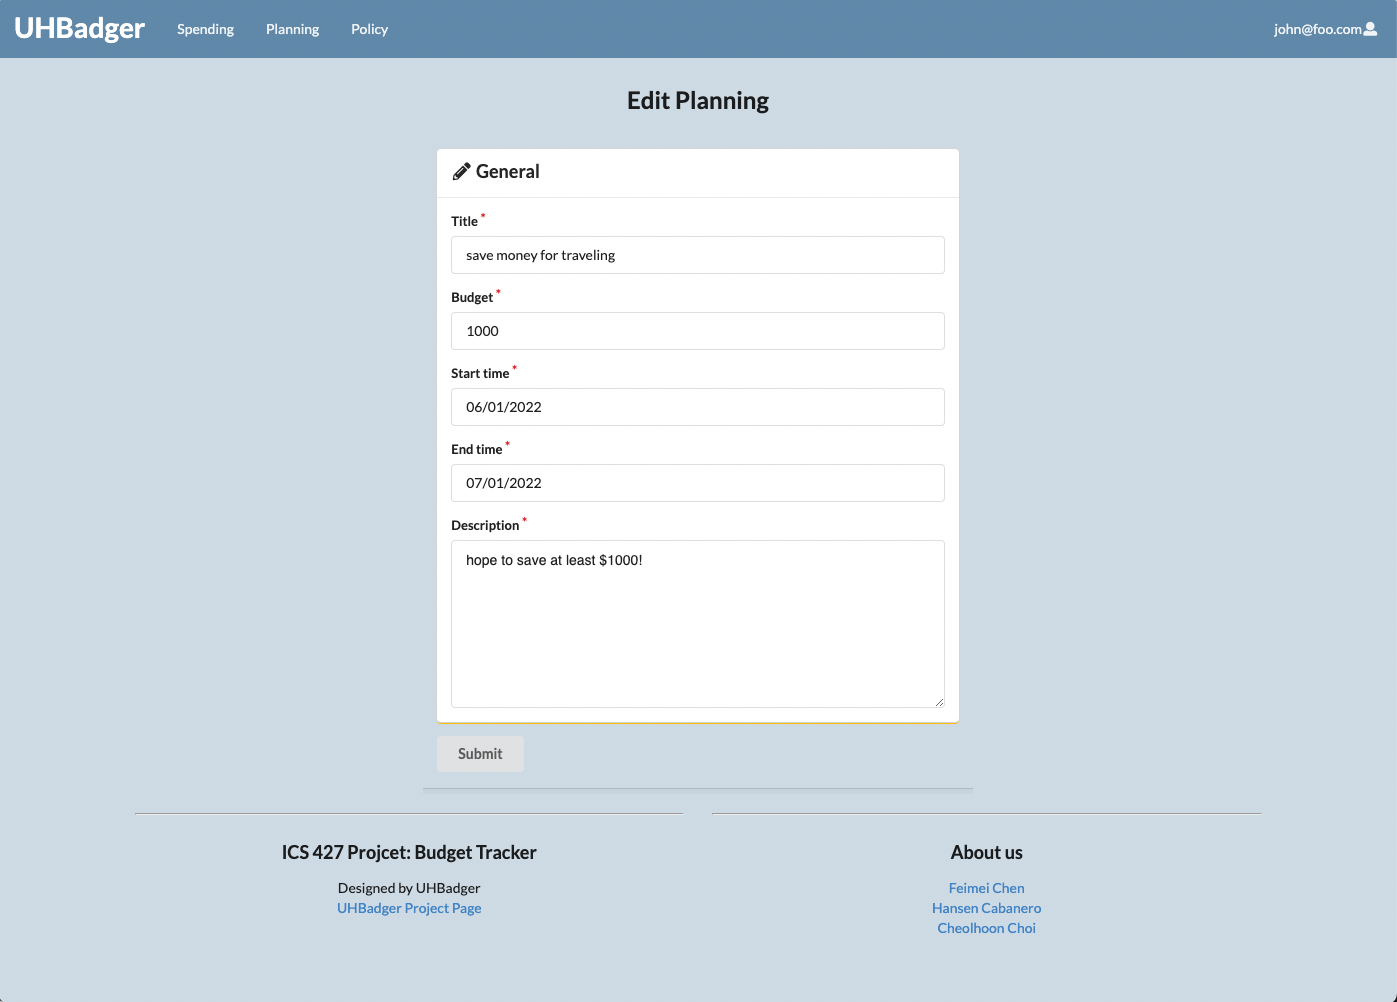 UHBadger Spending Planning Policy john@foo.com
Edit Planning
General
Title *
save money for traveling
Budget *
1000
Start time *
06/01/2022
End time *
07/01/2022
Description *
hope to save at least $1000!
Submit
ICS 427 Projcet: Budget Tracker
Designed by UHBadger
UHBadger Project Page
About us
Feimei Chen
Hansen Cabanero
Cheolhoon Choi